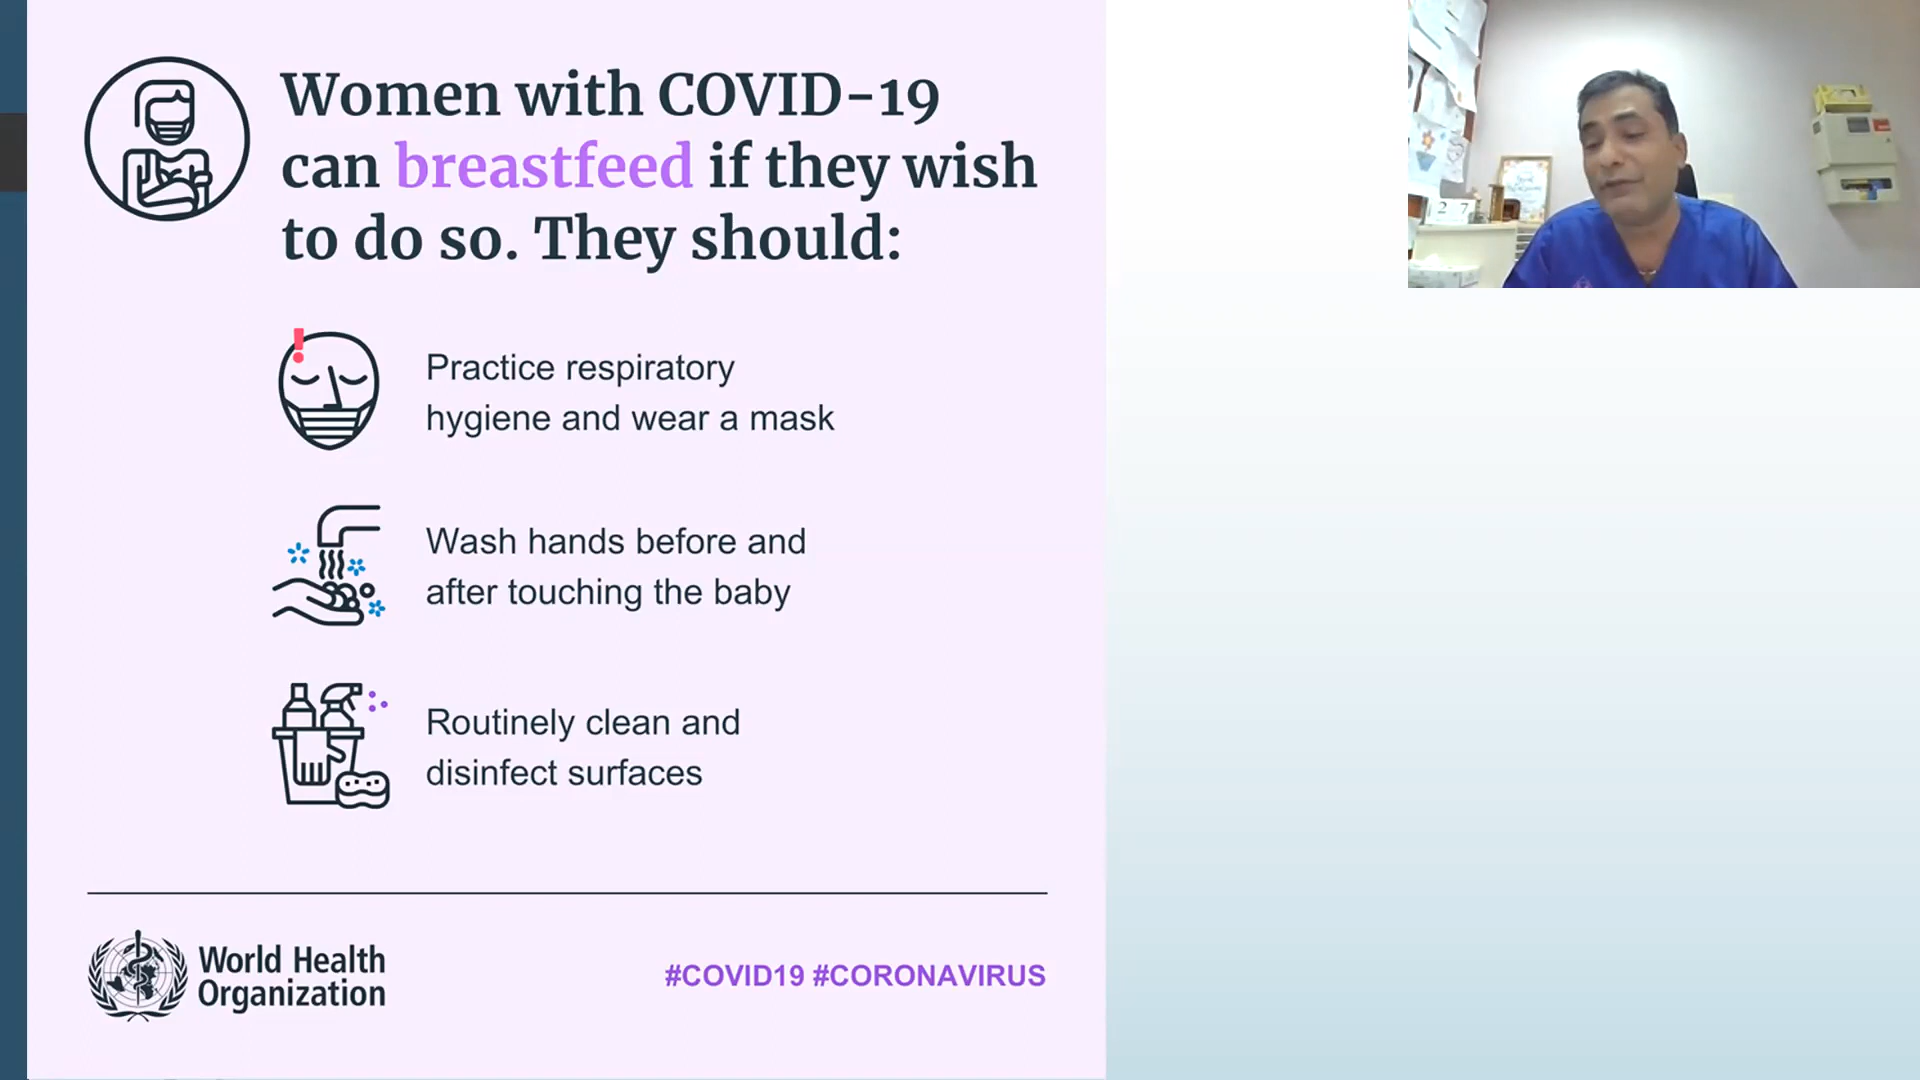 Women with COVID-19
can breastfeed if they wish
to do so. They should:
Practice respiratory
hygiene and wear a mask
Wash hands before and
after touching the baby
Routinely clean and
disinfect surfaces
World Health
Organization
#COVID19 #CORONAVIRUS
2 7